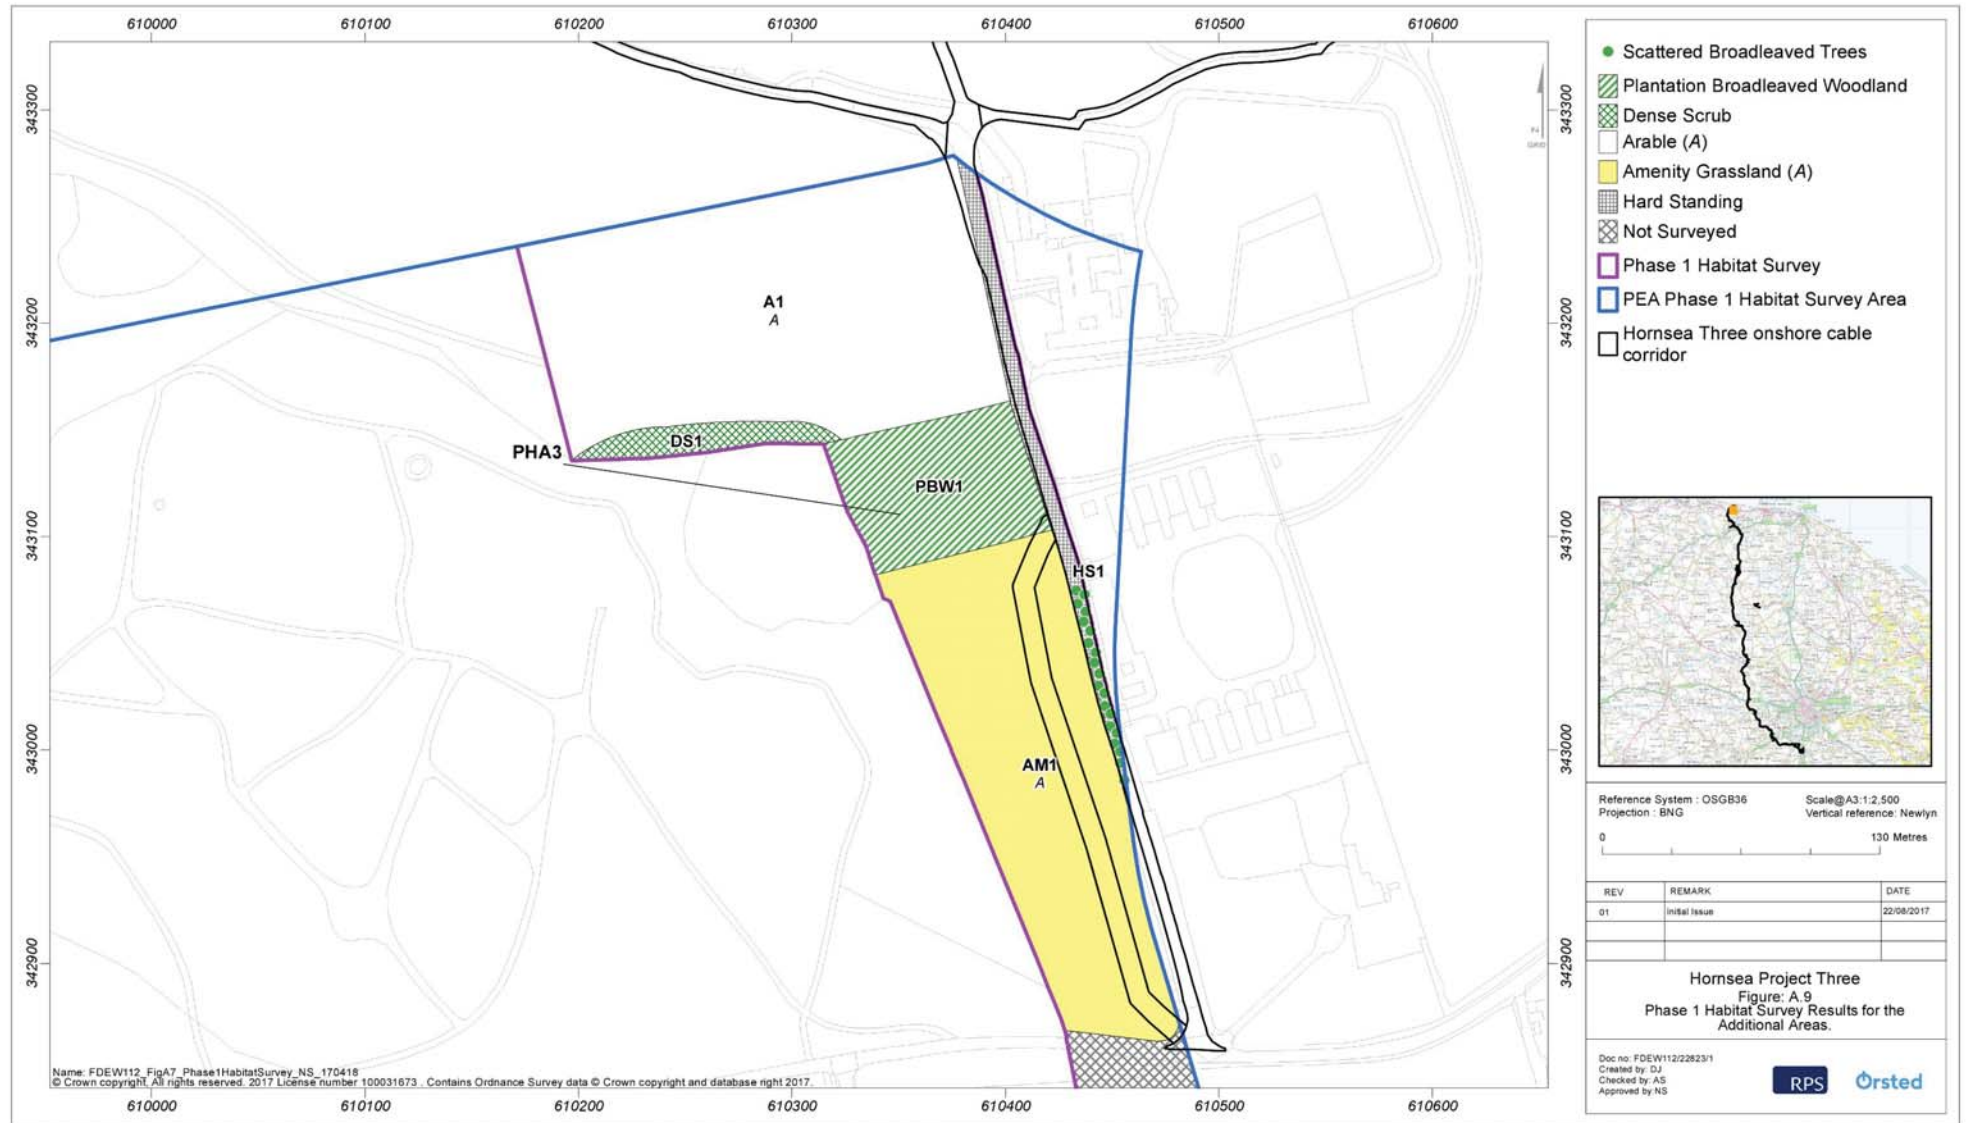 610000 610100 610200 610300 610400 610500 610600
343300
343200
343100
343000
342900
343300
343200
343100
343000
342900
N
GRID
A1
A
DS1
PHA3
PBW1
HS1
AM1
A
Name: FDEW112_FigA7_Phase1HabitatSurvey_NS_170418
© Crown copyright, All rights reserved. 2017 License number 100031673 . Contains Ordnance Survey data © Crown copyright and database right 2017.
610000 610100 610200 610300 610400 610500 610600
Scattered Broadleaved Trees
Plantation Broadleaved Woodland
Dense Scrub
Arable (A)
Amenity Grassland (A)
Hard Standing
Not Surveyed
Phase 1 Habitat Survey
PEA Phase 1 Habitat Survey Area
Hornsea Three onshore cable
corridor
Reference System : OSGB36 Scale@A3:1:2,500
Projection : BNG Vertical reference: Newlyn
0 130 Metres
REV REMARK DATE
01 Initial Issue 22/08/2017
Hornsea Project Three
Figure: A.9
Phase 1 Habitat Survey Results for the
Additional Areas.
Doc no: FDEW112/22823/1
Created by: DJ
Checked by: AS
Approved by: NS
RPS
Ørsted